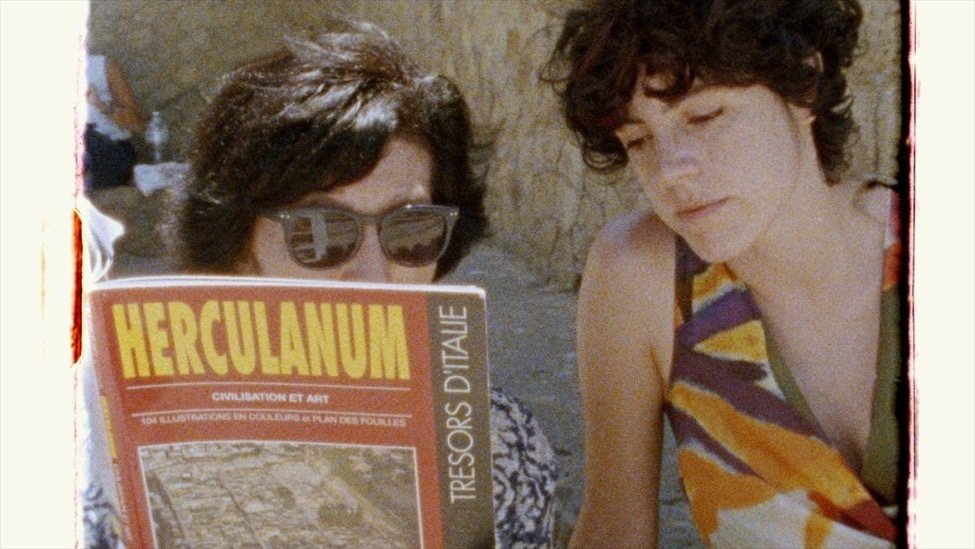 HERCULANUM
CIVILISATION ET ART
104 ILLUSTRATIONS EN COULEURS et PLAN DES FOUILLES
TRESORS D'ITALIE